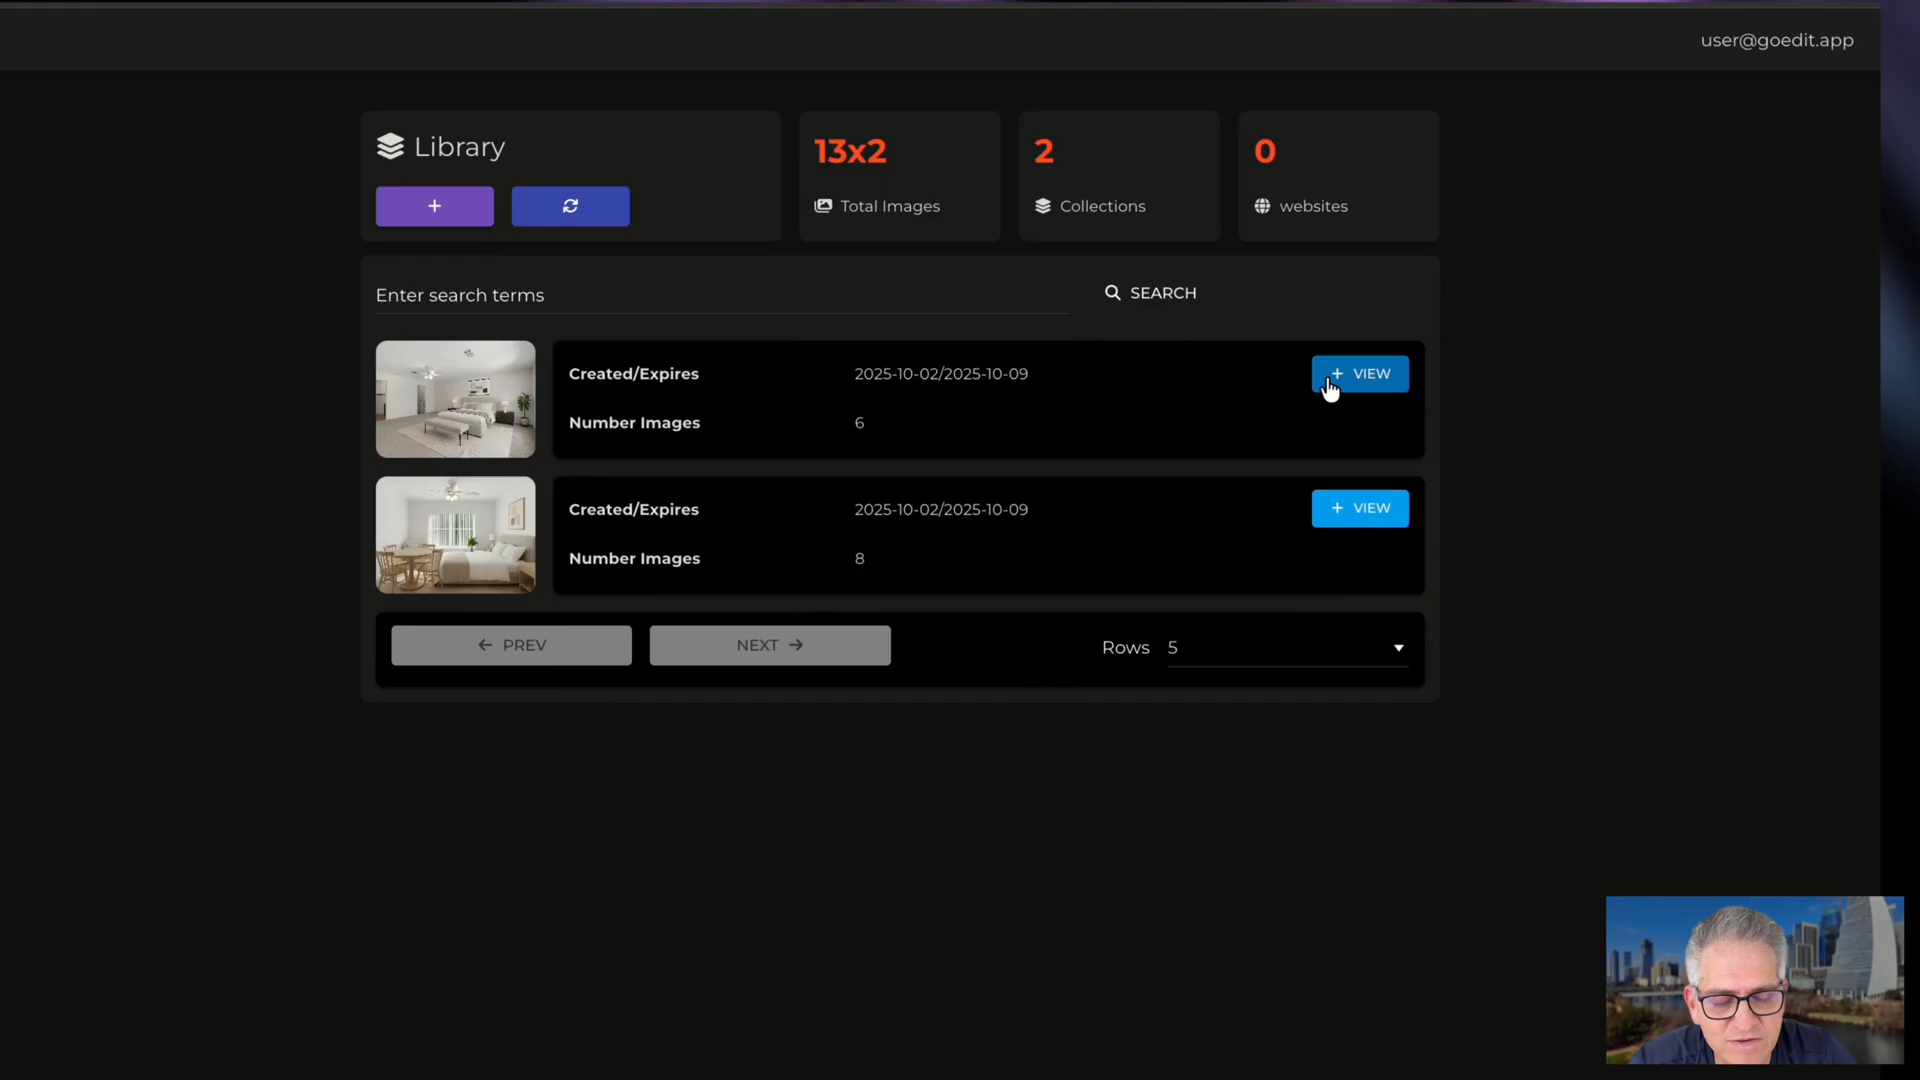 user@goedit.app
Library
13x2
Total Images
2
Collections
0
websites
Enter search terms
SEARCH
Created/Expires 2025-10-02/2025-10-09
+ VIEW
Number Images 6
Created/Expires 2025-10-02/2025-10-09
+ VIEW
Number Images 8
← PREV
NEXT →
Rows 5